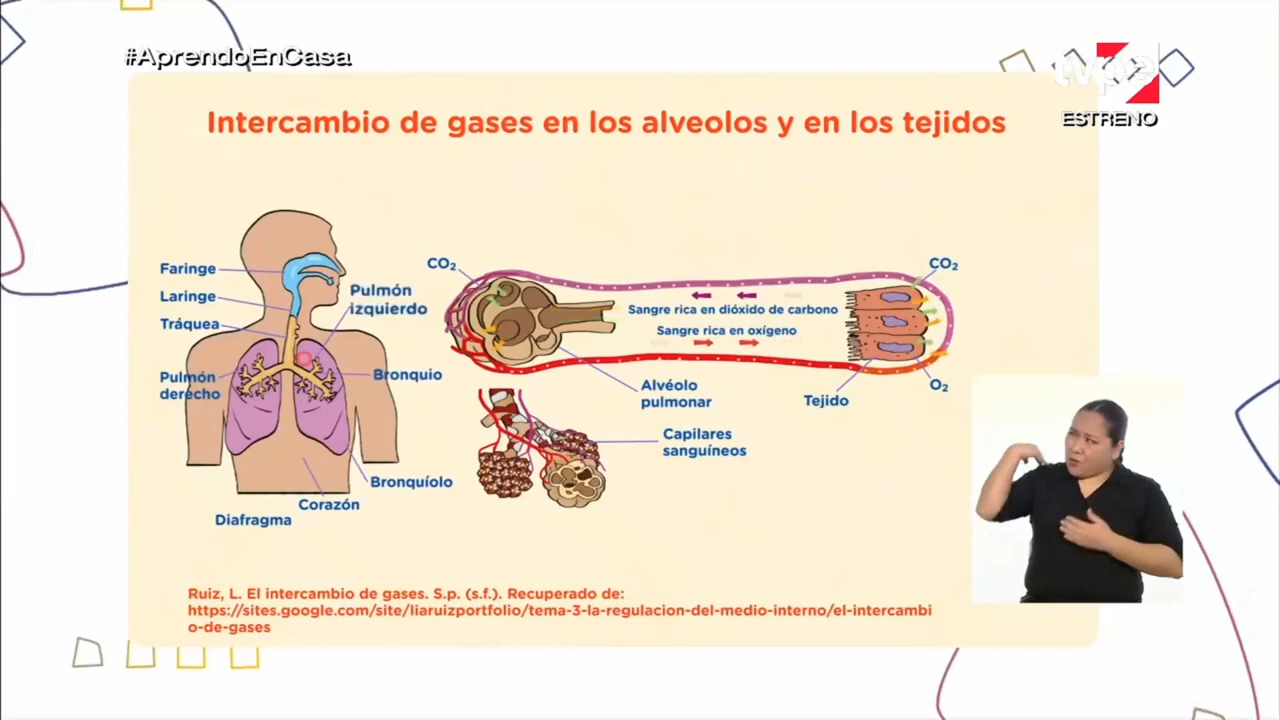 #AprendoEnCasa
tvpe
ESTRENO
Intercambio de gases en los alveolos y en los tejidos
Faringe
Laringe
Tráquea
Pulmón
derecho
Pulmón
izquierdo
Bronquio
Bronquíolo
Corazón
Diafragma
CO₂
CO₂
Sangre rica en dióxido de carbono
Sangre rica en oxígeno
O₂
Alvéolo
pulmonar
Tejido
Capilares
sanguíneos
Ruiz, L. El intercambio de gases. S.p. (s.f.). Recuperado de:
https://sites.google.com/site/liaruizportfolio/tema-3-la-regulacion-del-medio-interno/el-intercambi
o-de-gases